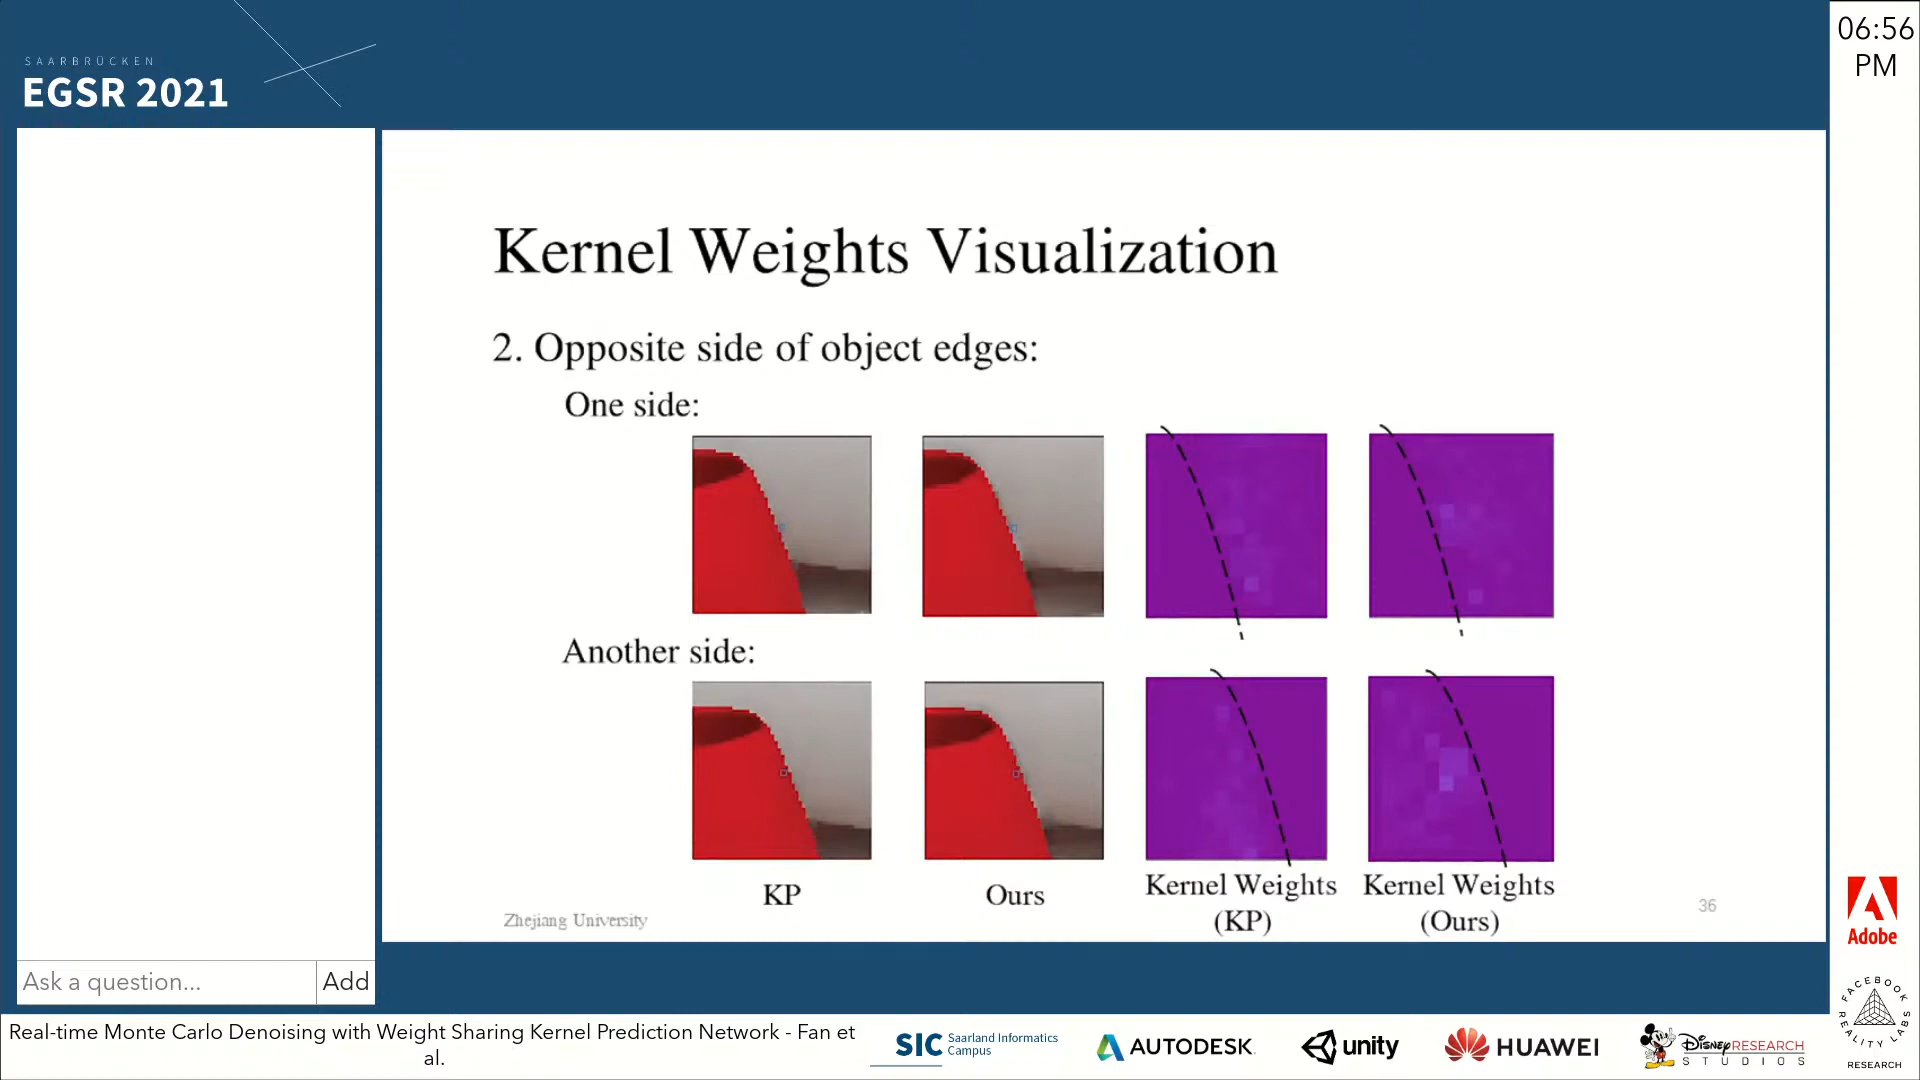 SAARBRÜCKEN
EGSR 2021
06:56
PM
Kernel Weights Visualization
2. Opposite side of object edges:
One side:
Another side:
KP
Ours
Kernel Weights
(KP)
Kernel Weights
(Ours)
Zhejiang University
36
Ask a question...
Add
Real-time Monte Carlo Denoising with Weight Sharing Kernel Prediction Network - Fan et
al.
SIC Saarland Informatics
Campus
AUTODESK
unity
HUAWEI
Disney RESEARCH
STUDIOS
Adobe
FACEBOOK
REALITY LABS
RESEARCH